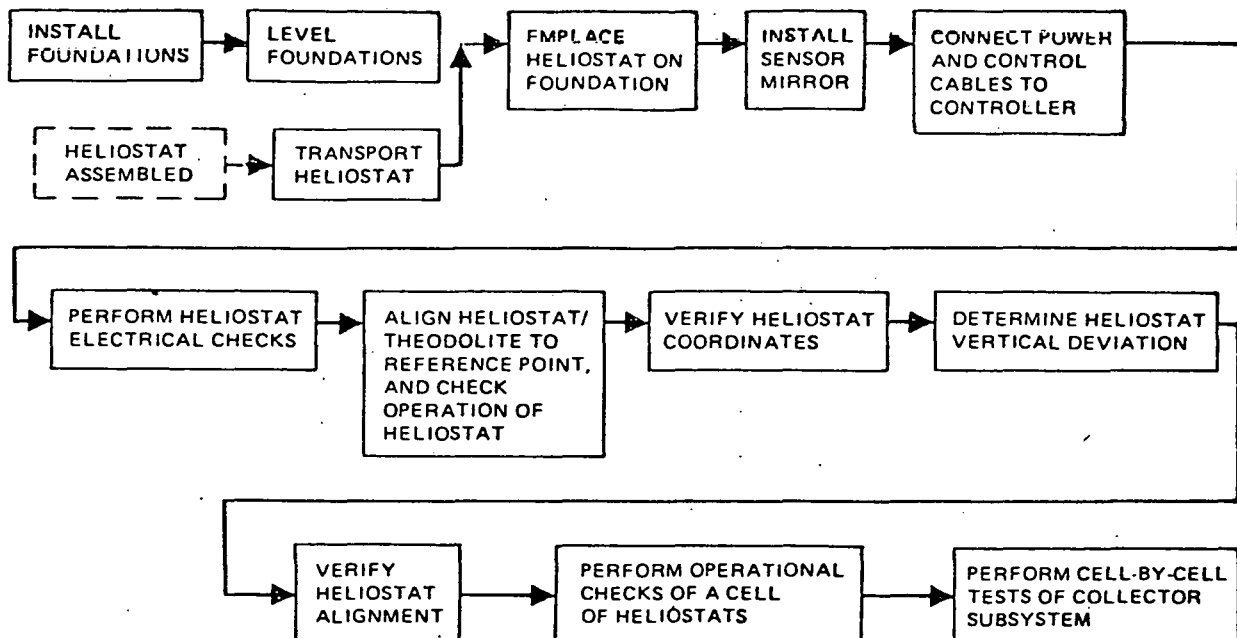 INSTALL
FOUNDATIONS
LEVEL
FOUNDATIONS
EMPLACE
HELIOSTAT ON
FOUNDATION
INSTALL
SENSOR
MIRROR
CONNECT POWER
AND CONTROL
CABLES TO
CONTROLLER
HELIOSTAT
ASSEMBLED
TRANSPORT
HELIOSTAT
PERFORM HELIOSTAT
ELECTRICAL CHECKS
ALIGN HELIOSTAT/
THEODOLITE TO
REFERENCE POINT,
AND CHECK
OPERATION OF
HELIOSTAT
VERIFY HELIOSTAT
COORDINATES
DETERMINE HELIOSTAT
VERTICAL DEVIATION
VERIFY
HELIOSTAT
ALIGNMENT
PERFORM OPERATIONAL
CHECKS OF A CELL
OF HELIOSTATS
PERFORM CELL-BY-CELL
TESTS OF COLLECTOR
SUBSYSTEM